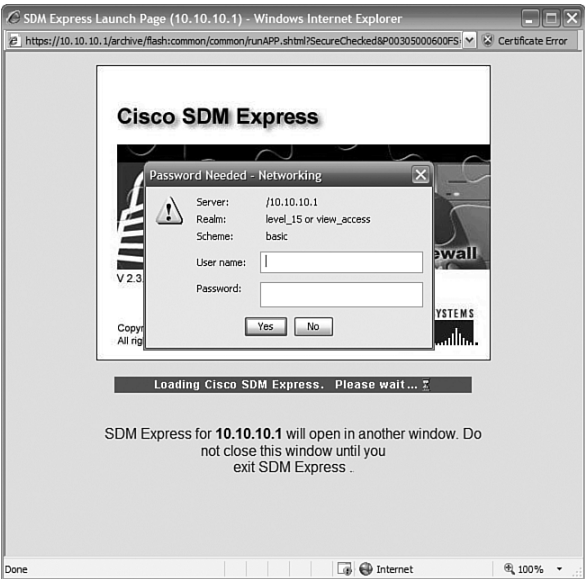 SDM Express Launch Page (10.10.10.1) - Windows Internet Explorer
https://10.10.10.1/archive/flash:common/common/runAPP.shtml?SecureChecked&P00305000600FS
Certificate Error
Cisco SDM Express
Password Needed - Networking
Server: /10.10.10.1
Realm: level_15 or view_access
Scheme: basic
User name:
Password:
Yes No
ewall
V 2.3
YSTEMS
Copyr
All rig
Loading Cisco SDM Express. Please wait...
SDM Express for 10.10.10.1 will open in another window. Do
not close this window until you
exit SDM Express .
Done
Internet
100%